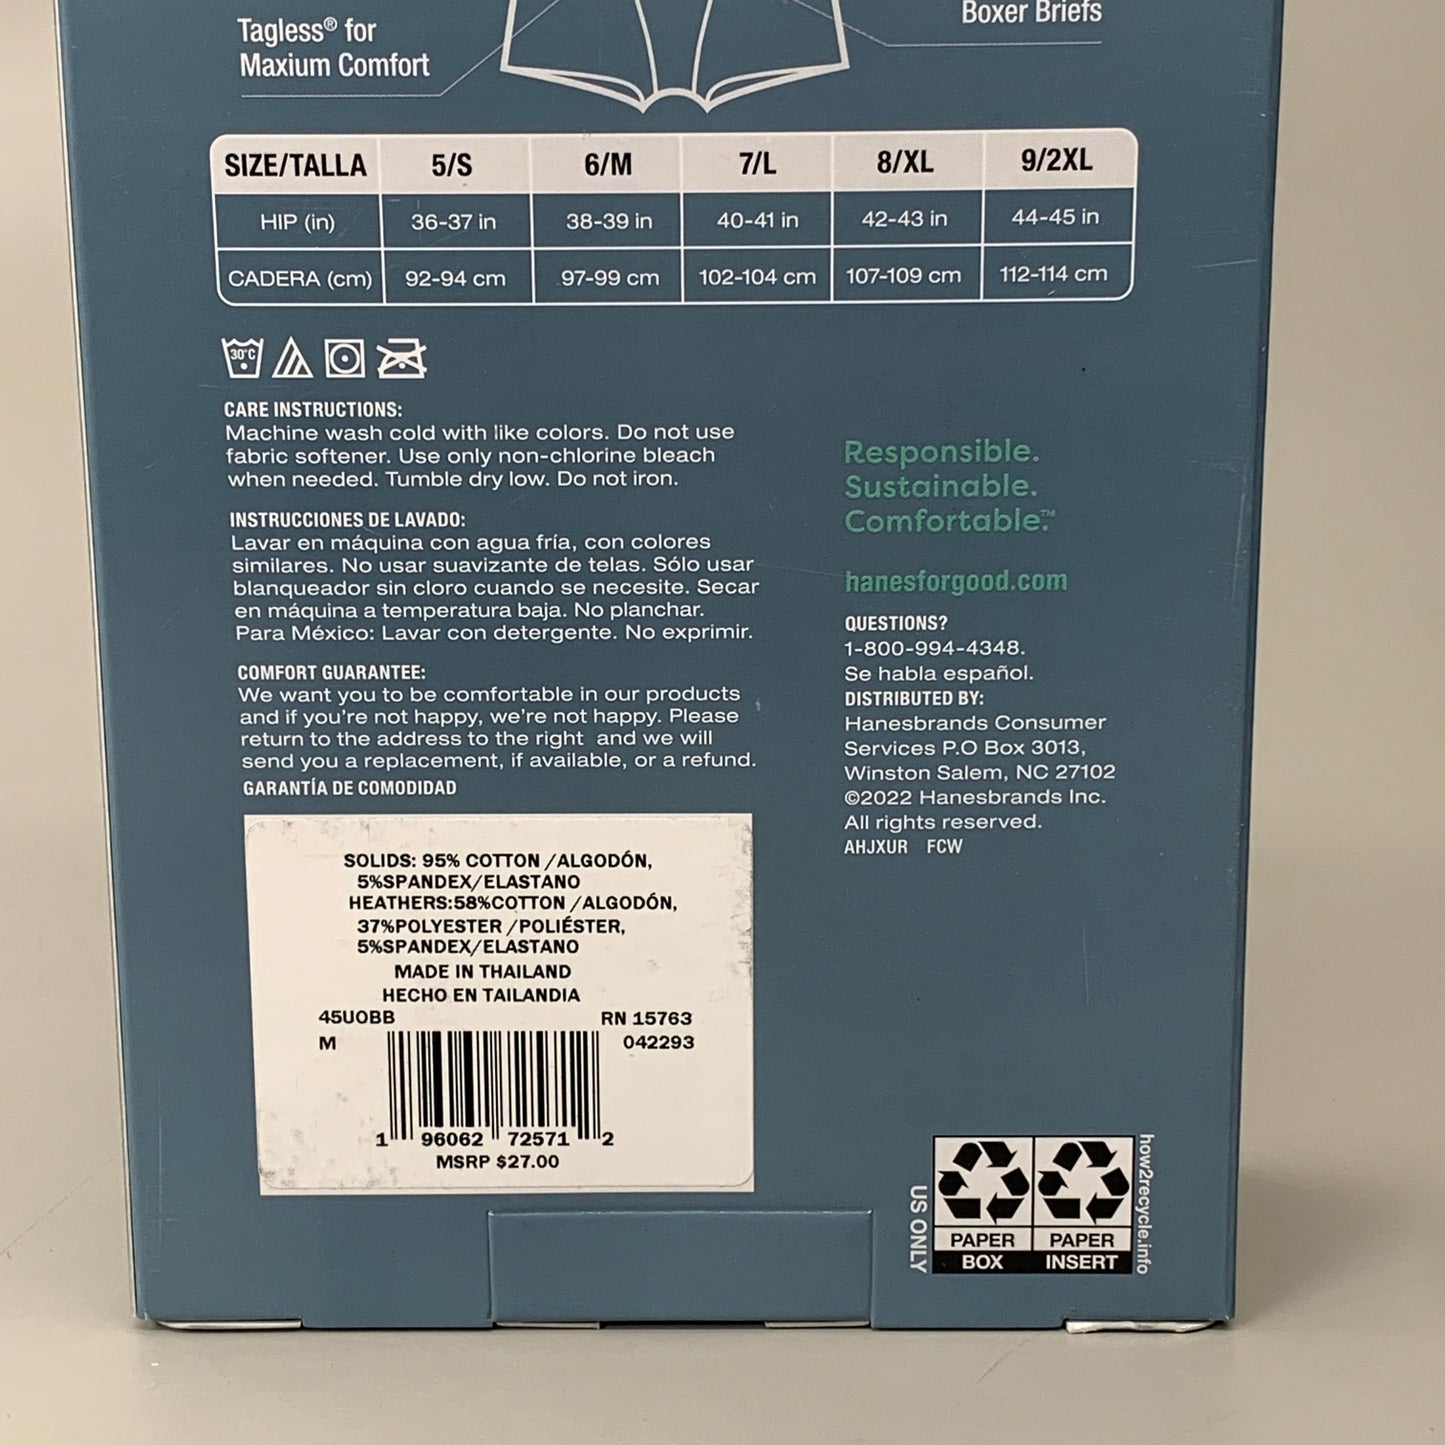 Tagless® for
Maxium Comfort
Boxer Briefs
SIZE/TALLA 5/S 6/M 7/L 8/XL 9/2XL
HIP (in) 36-37 in 38-39 in 40-41 in 42-43 in 44-45 in
CADERA (cm) 92-94 cm 97-99 cm 102-104 cm 107-109 cm 112-114 cm
30°C
CARE INSTRUCTIONS:
Machine wash cold with like colors. Do not use
fabric softener. Use only non-chlorine bleach
when needed. Tumble dry low. Do not iron.
INSTRUCCIONES DE LAVADO:
Lavar en máquina con agua fría, con colores
similares. No usar suavizante de telas. Sólo usar
blanqueador sin cloro cuando se necesite. Secar
en máquina a temperatura baja. No planchar.
Para México: Lavar con detergente. No exprimir.
COMFORT GUARANTEE:
We want you to be comfortable in our products
and if you're not happy, we're not happy. Please
return to the address to the right and we will
send you a replacement, if available, or a refund.
GARANTÍA DE COMODIDAD
Responsible.
Sustainable.
Comfortable.™
hanesforgood.com
QUESTIONS?
1-800-994-4348.
Se habla español.
DISTRIBUTED BY:
Hanesbrands Consumer
Services P.O Box 3013,
Winston Salem, NC 27102
©2022 Hanesbrands Inc.
All rights reserved.
AHJXUR FCW
SOLIDS: 95% COTTON /ALGODÓN,
5%SPANDEX/ELASTANO
HEATHERS:58%COTTON /ALGODÓN,
37%POLYESTER /POLIÉSTER,
5%SPANDEX/ELASTANO
MADE IN THAILAND
HECHO EN TAILANDIA
45UOBB RN 15763
M 042293
1 96062 72571 2
MSRP $27.00
US ONLY
PAPER PAPER
BOX INSERT
how2recycle.info